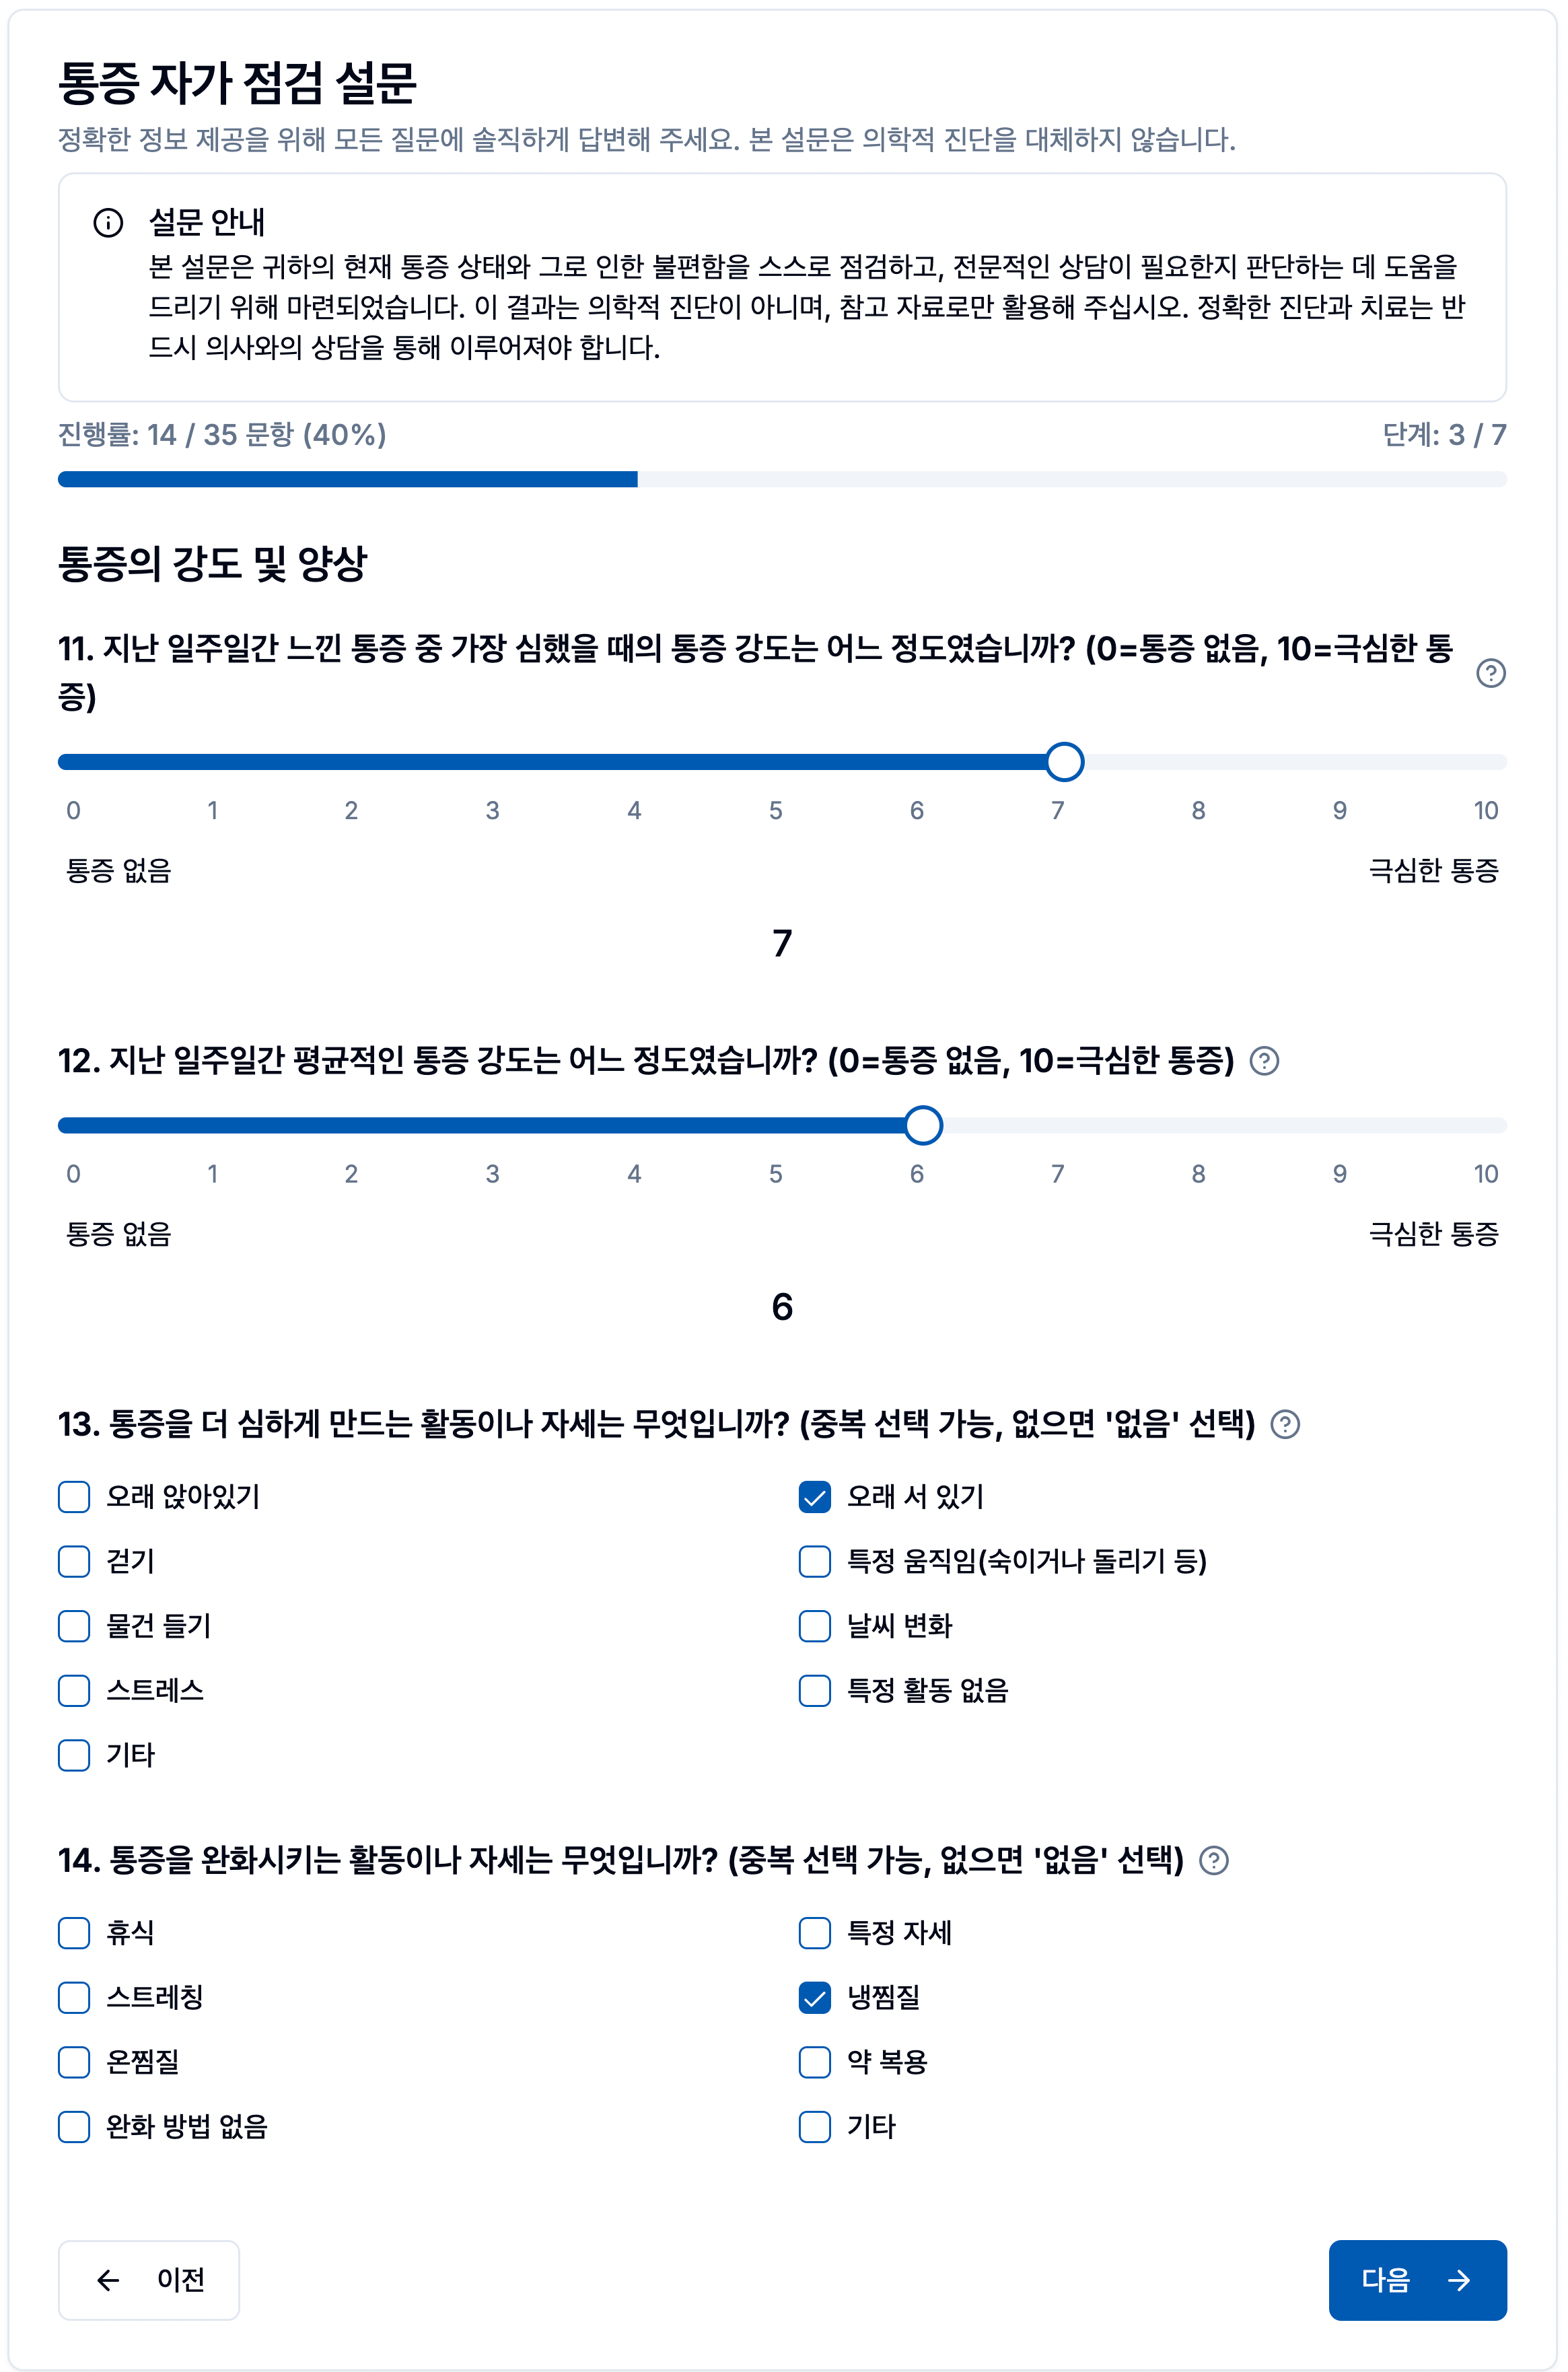 통증 자가 점검 설문
정확한 정보 제공을 위해 모든 질문에 솔직하게 답변해 주세요. 본 설문은 의학적 진단을 대체하지 않습니다.
설문 안내
본 설문은 귀하의 현재 통증 상태와 그로 인한 불편함을 스스로 점검하고, 전문적인 상담이 필요한지 판단하는 데 도움을
드리기 위해 마련되었습니다. 이 결과는 의학적 진단이 아니며, 참고 자료로만 활용해 주십시오. 정확한 진단과 치료는 반
드시 의사와의 상담을 통해 이루어져야 합니다.
진행률: 14 / 35 문항 (40%)
단계: 3 / 7
통증의 강도 및 양상
11. 지난 일주일간 느낀 통증 중 가장 심했을 때의 통증 강도는 어느 정도였습니까? (0=통증 없음, 10=극심한 통
증)
0 1 2 3 4 5 6 7 8 9 10
통증 없음 극심한 통증
7
12. 지난 일주일간 평균적인 통증 강도는 어느 정도였습니까? (0=통증 없음, 10=극심한 통증)
0 1 2 3 4 5 6 7 8 9 10
통증 없음 극심한 통증
6
13. 통증을 더 심하게 만드는 활동이나 자세는 무엇입니까? (중복 선택 가능, 없으면 '없음' 선택)
오래 앉아있기
오래 서 있기
걷기
특정 움직임(숙이거나 돌리기 등)
물건 들기
날씨 변화
스트레스
특정 활동 없음
기타
14. 통증을 완화시키는 활동이나 자세는 무엇입니까? (중복 선택 가능, 없으면 '없음' 선택)
휴식
특정 자세
스트레칭
냉찜질
온찜질
약 복용
완화 방법 없음
기타
이전
다음